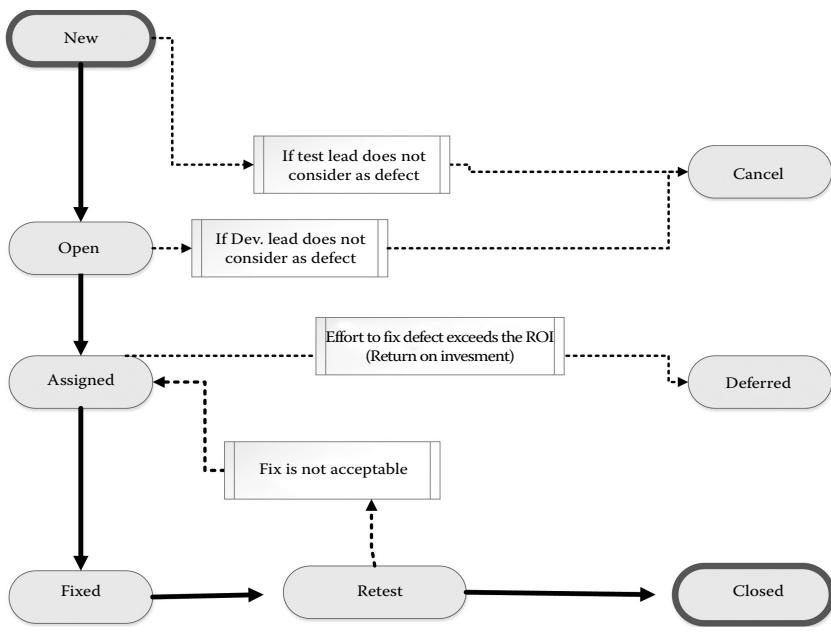 New
If test lead does not
consider as defect
Cancel
Open
If Dev. lead does not
consider as defect
Effort to fix defect exceeds the ROI
(Return on invesment)
Assigned
Deferred
Fix is not acceptable
Fixed
Retest
Closed